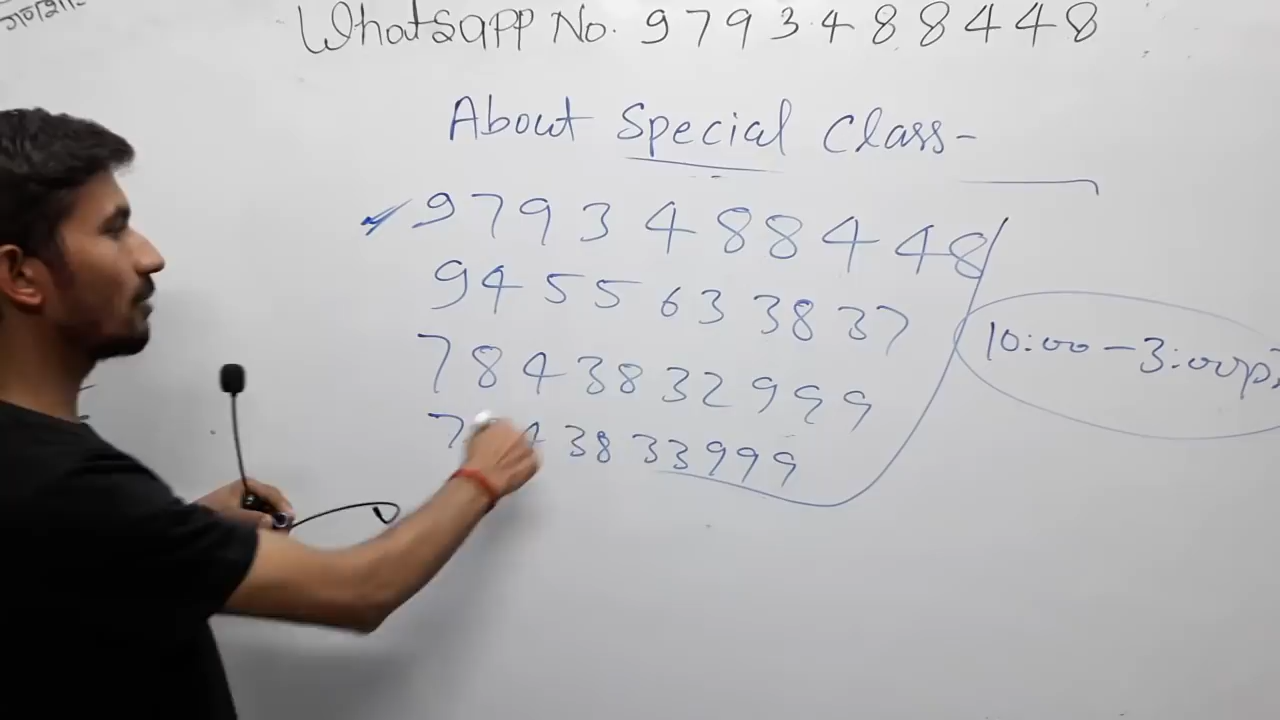 Whatsapp No. 9793488448
About Special Class-
9793488448
9455633837
10:00-3:00p
7843832999
3833999